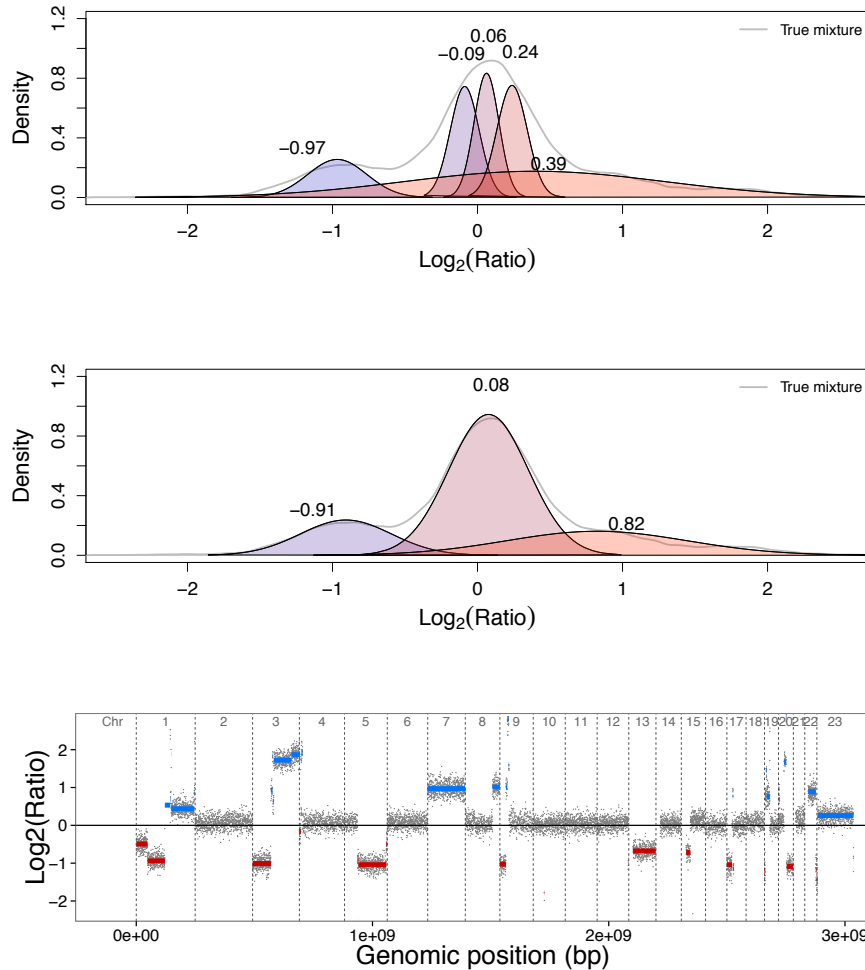 1.2
0.06
True mixture
-0.09
0.24
0.8
Density
-0.97
0.4
0.39
0.0
−2 −1 0 1 2
Log2(Ratio)
1.2
0.08
True mixture
0.8
Density
0.4
−0.91
0.82
0.0
−2 −1 0 1 2
Log2(Ratio)
Chr 1 2 3 4 5 6 7 8 9 10 11 12 13 14 15 16 17 18 19 20 21 22 23
2
1
Log2(Ratio)
0
−1
−2
0e+00 1e+09 2e+09 3e+09
Genomic position (bp)